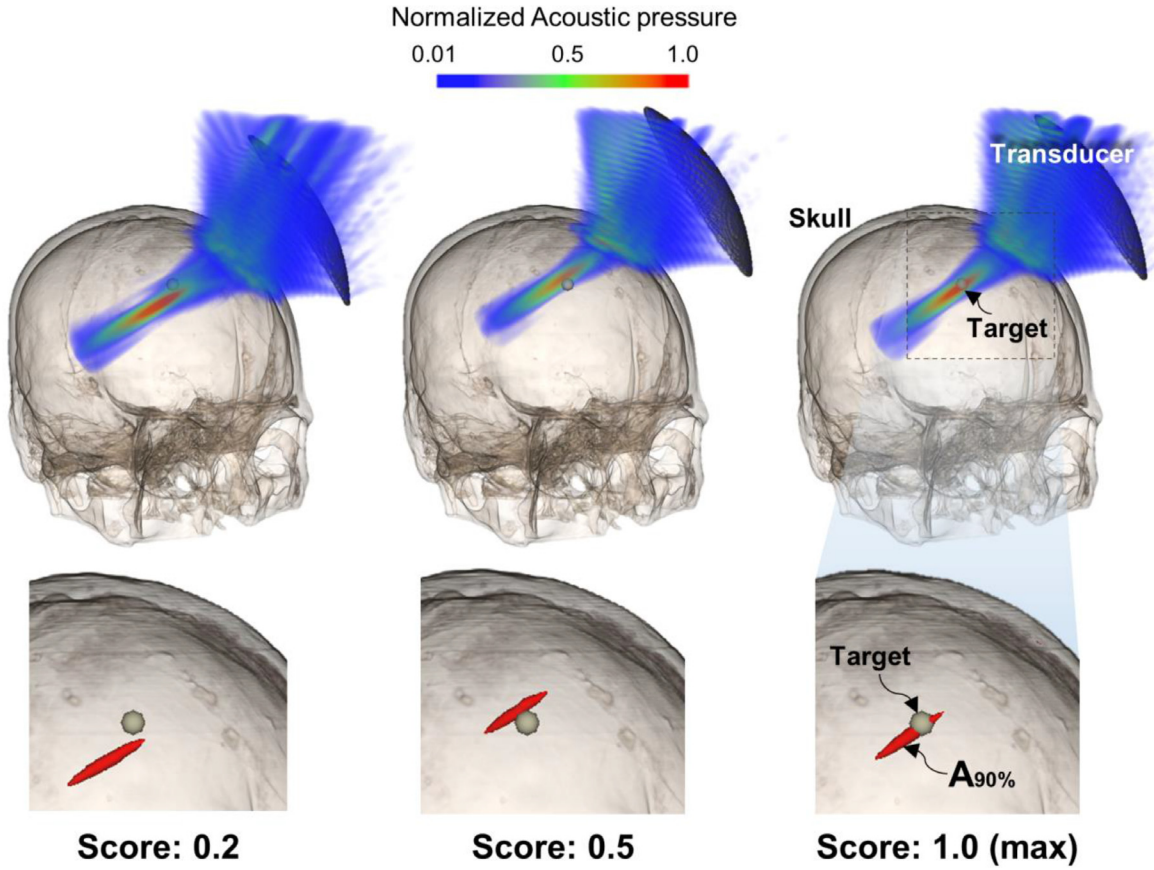 Normalized Acoustic pressure
0.01 0.5 1.0
Transducer
Skull
Target
Target
A90%
Score: 0.2 Score: 0.5 Score: 1.0 (max)